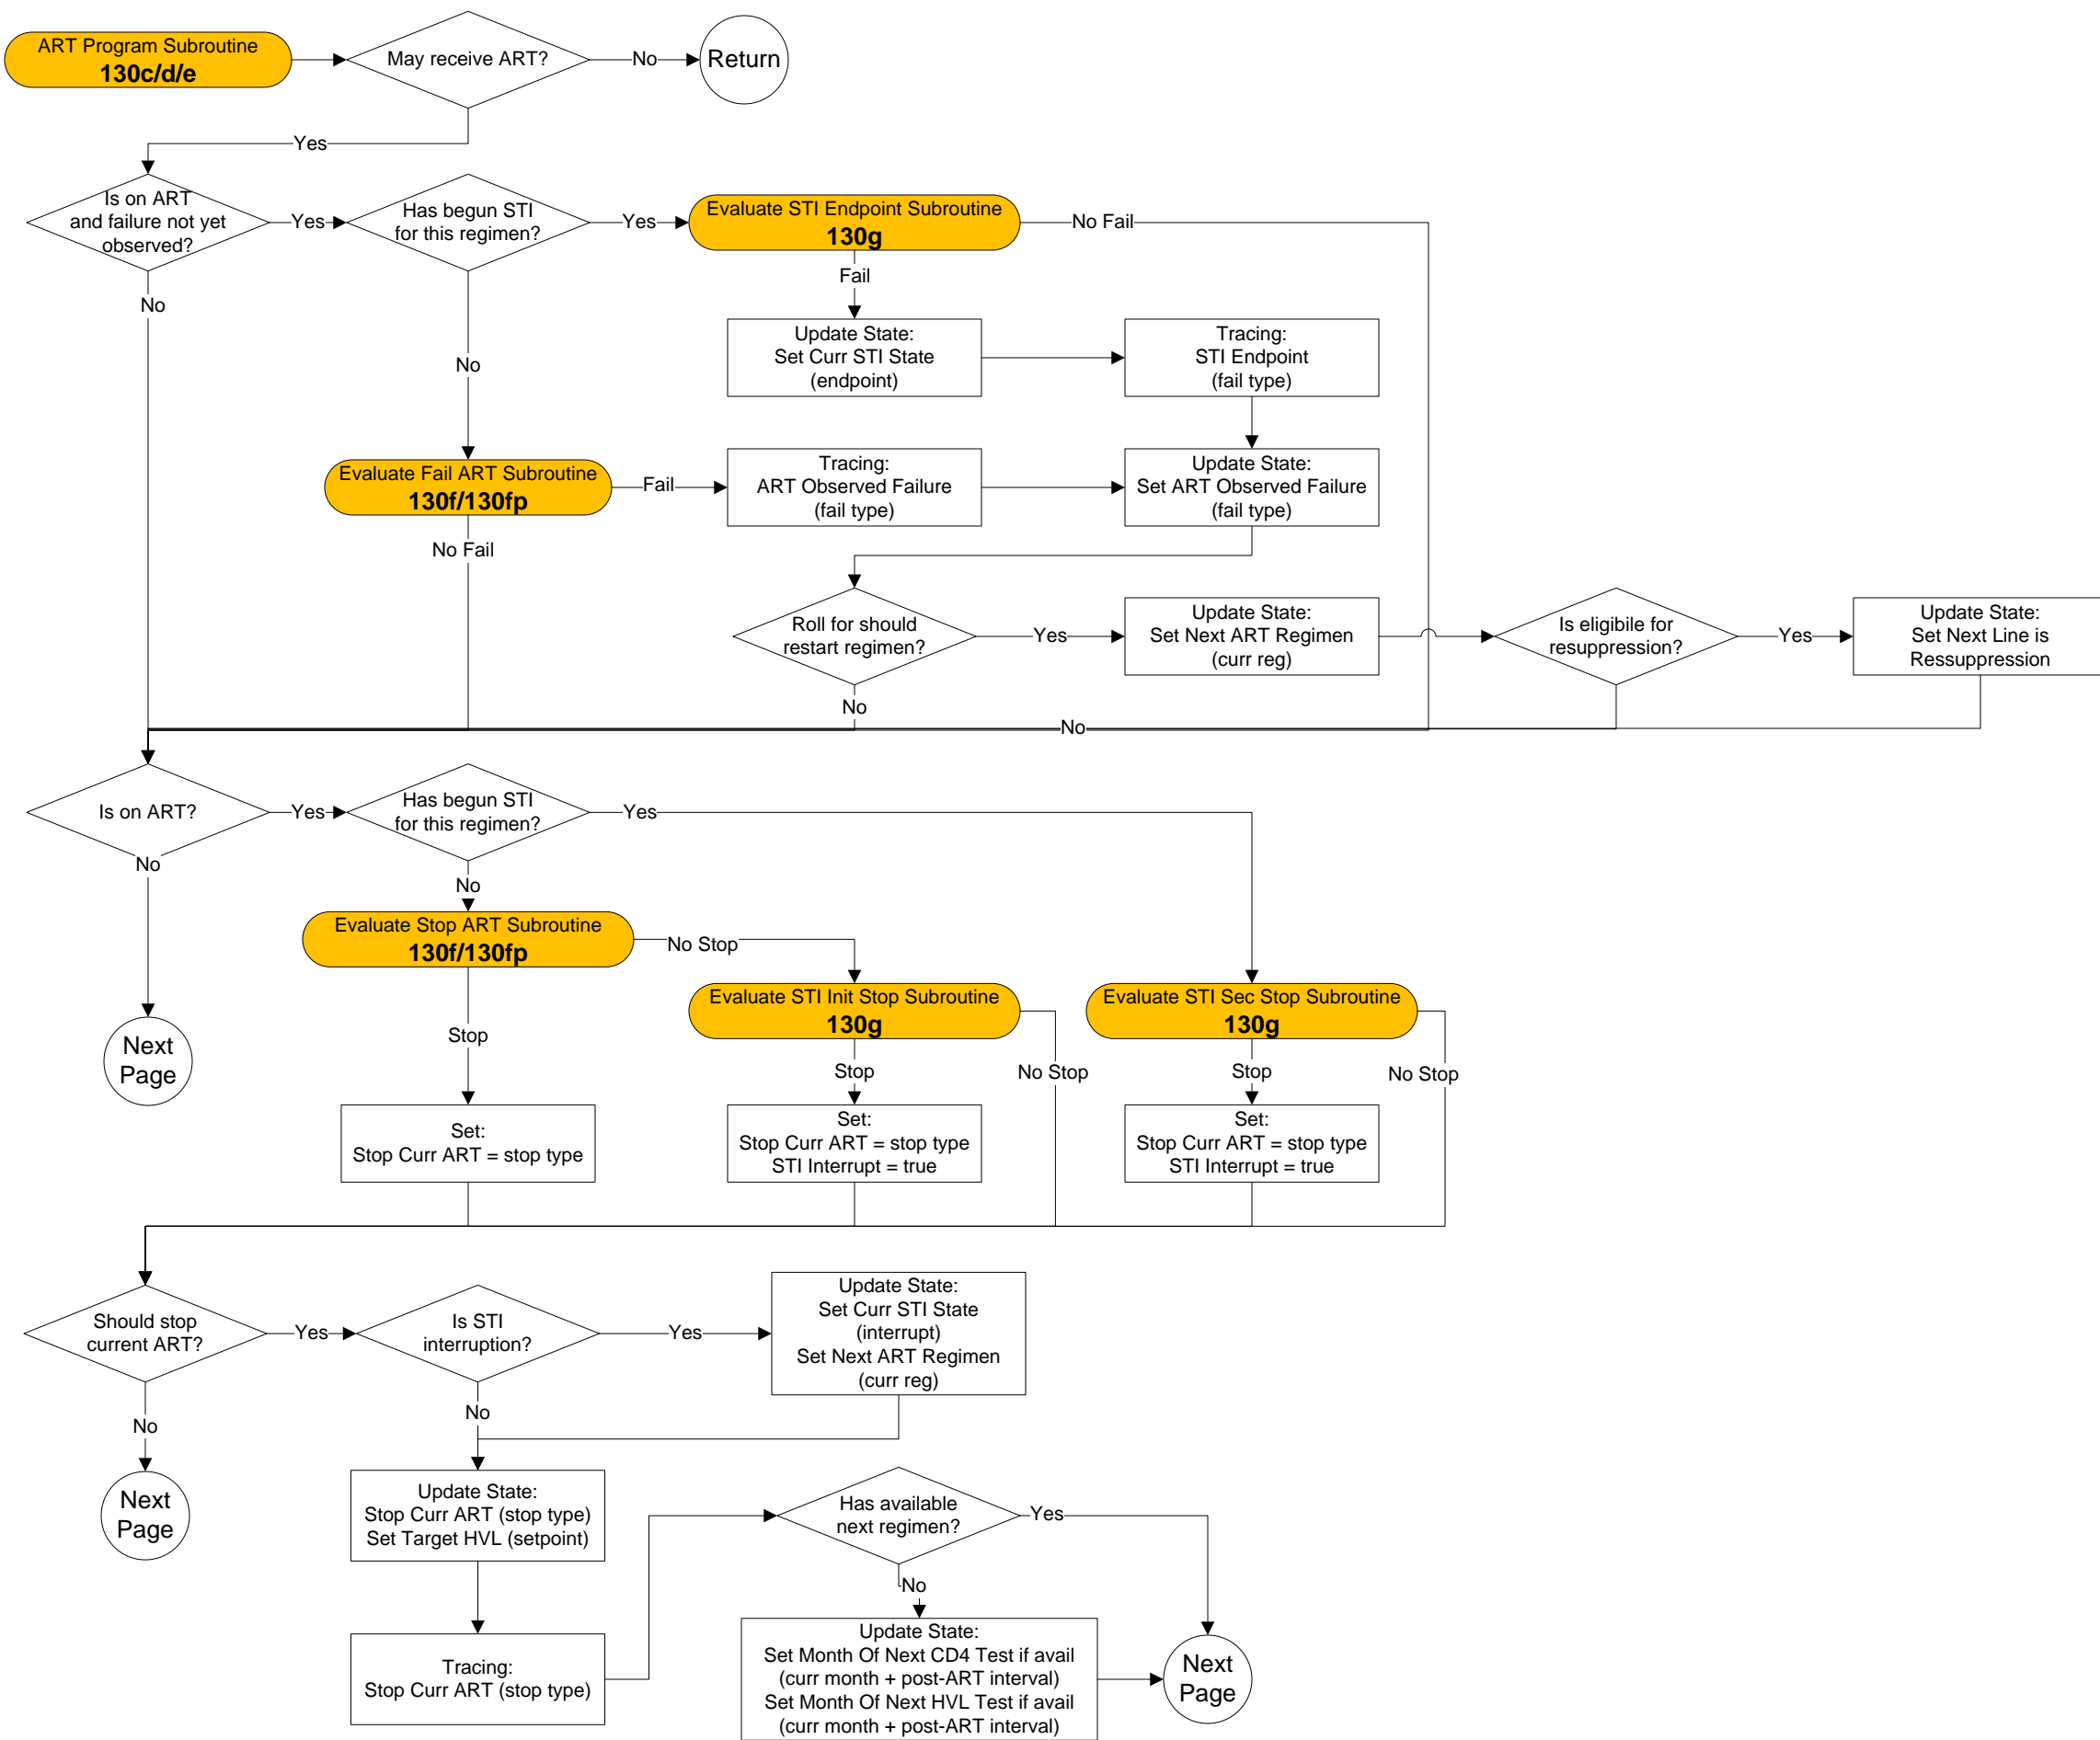 ART Program Subroutine
130c/d/e
May receive ART?
No
Return
Yes
Is on ART
and failure not yet
observed?
Yes
Has begun STI
for this regimen?
Yes
Evaluate STI Endpoint Subroutine
130g
No Fail
Fail
No
Update State:
Set Curr STI State
(endpoint)
Tracing:
STI Endpoint
(fail type)
No
Evaluate Fail ART Subroutine
130f/130fp
Fail
Tracing:
ART Observed Failure
(fail type)
Update State:
Set ART Observed Failure
(fail type)
No Fail
Roll for should
restart regimen?
Yes
Update State:
Set Next ART Regimen
(curr reg)
Is eligibile for
resuppression?
Yes
Update State:
Set Next Line is
Ressuppression
No
No
Is on ART?
Yes
Has begun STI
for this regimen?
Yes
No
No
Evaluate Stop ART Subroutine
130f/130fp
No Stop
Evaluate STI Init Stop Subroutine
130g
Evaluate STI Sec Stop Subroutine
130g
Next
Page
Stop
Stop
No Stop
Stop
No Stop
Set:
Stop Curr ART = stop type
Set:
Stop Curr ART = stop type
STI Interrupt = true
Set:
Stop Curr ART = stop type
STI Interrupt = true
Should stop
current ART?
Yes
Is STI
interruption?
Yes
Update State:
Set Curr STI State
(interrupt)
Set Next ART Regimen
(curr reg)
No
No
Next
Page
Update State:
Stop Curr ART (stop type)
Set Target HVL (setpoint)
Has available
next regimen?
Yes
No
Tracing:
Stop Curr ART (stop type)
Update State:
Set Month Of Next CD4 Test if avail
(curr month + post-ART interval)
Set Month Of Next HVL Test if avail
(curr month + post-ART interval)
Next
Page